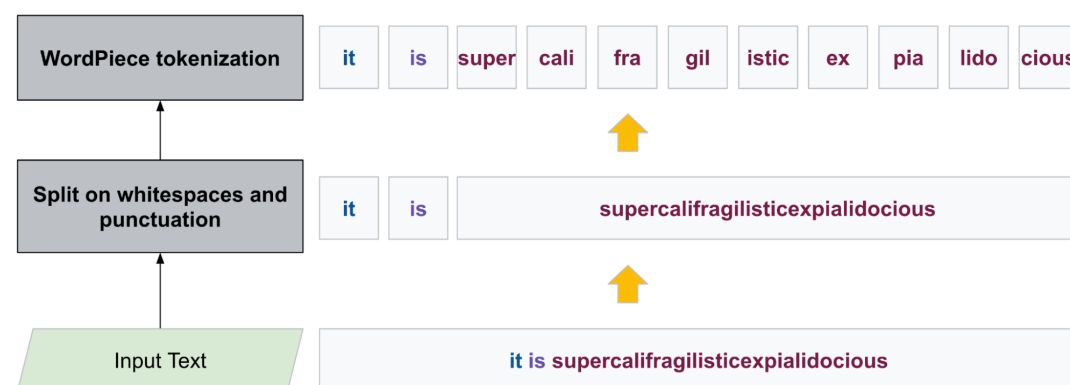 WordPiece tokenization
it is super cali fra gil istic ex pia lido cious
Split on whitespaces and
punctuation
it is supercalifragilisticexpialidocious
Input Text
it is supercalifragilisticexpialidocious